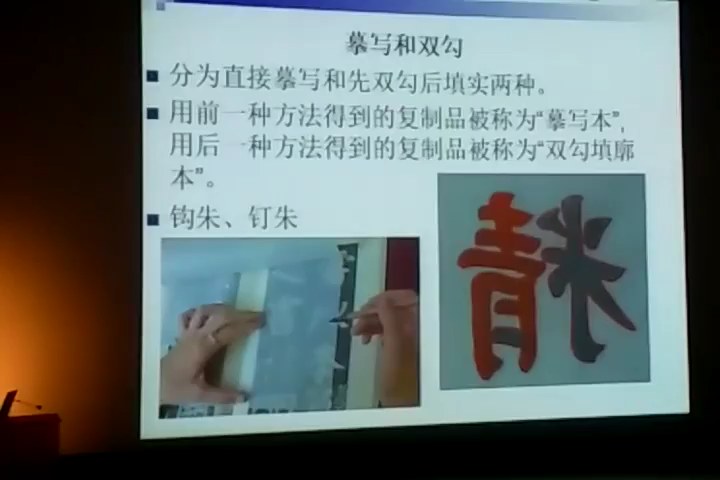 摹写和双勾
分为直接摹写和先双勾后填实两种。
用前一种方法得到的复制品被称为“摹写本”，
用后一种方法得到的复制品被称为“双勾填廓
本”。
钩朱、钉朱
精